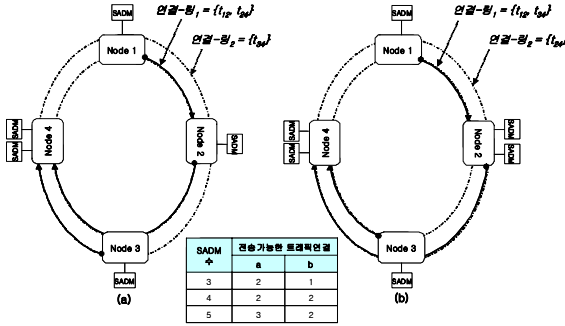 SADM
연결-링1 = {t12, t24}
연결-링2 = {t34}
Node 1
Node 4
SADM
SADM
Node 2
SADM
Node 3
SADM
(a)
SADM
연결-링1 = {t12, t34}
연결-링2 = {t24}
Node 1
Node 4
SADM
SADM
Node 2
SADM
SADM
Node 3
SADM
(b)
SADM 수 전송가능한 트래픽연결
a b
3 2 1
4 2 2
5 3 2